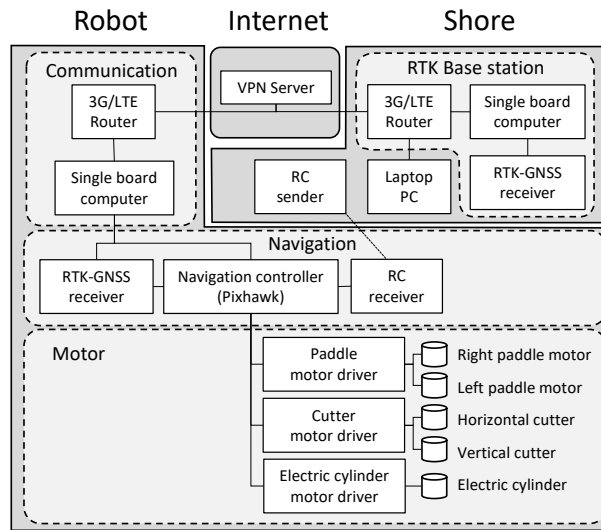 Robot
Internet
Shore
Communication
3G/LTE
Router
Single board
computer
VPN Server
RTK Base station
3G/LTE
Router
Single board
computer
RC
sender
Laptop
PC
RTK-GNSS
receiver
Navigation
RTK-GNSS
receiver
Navigation controller
(Pixhawk)
RC
receiver
Motor
Paddle
motor driver
Right paddle motor
Left paddle motor
Cutter
motor driver
Horizontal cutter
Vertical cutter
Electric cylinder
motor driver
Electric cylinder